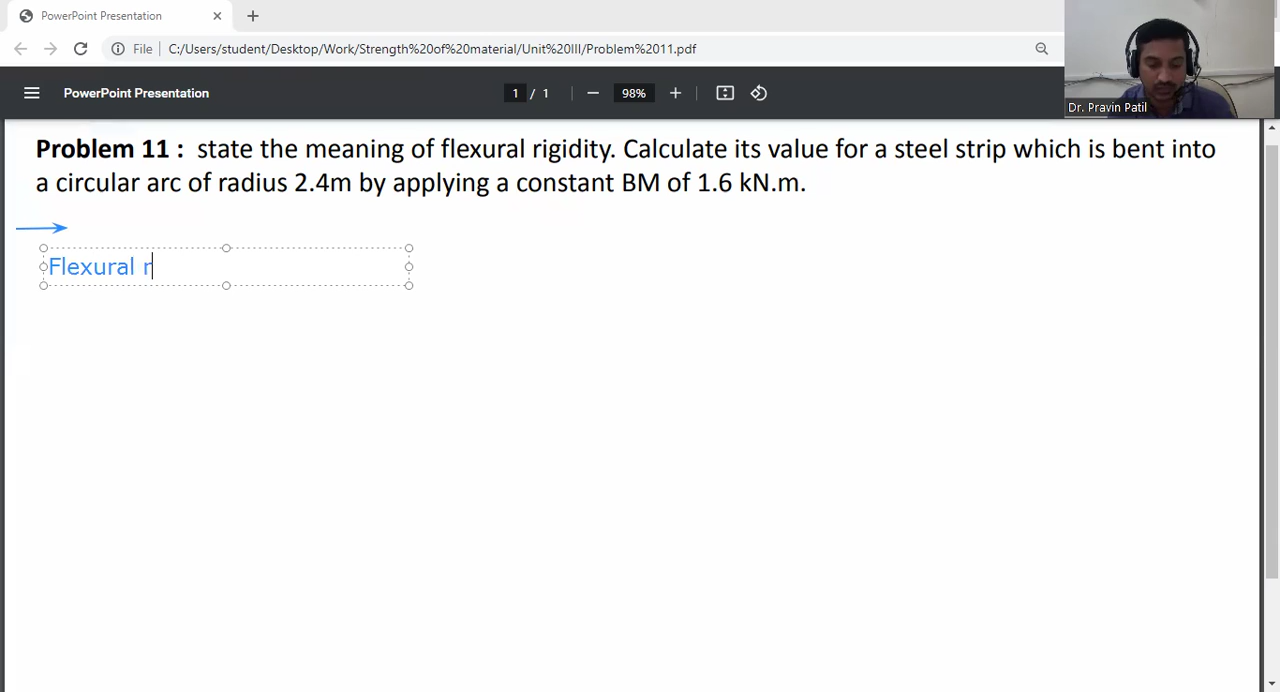 PowerPoint Presentation
File
C:/Users/student/Desktop/Work/Strength%20of%20material/Unit%20III/Problem%2011.pdf
PowerPoint Presentation
1 / 1
98%
Dr. Pravin Patil
Problem 11 : state the meaning of flexural rigidity. Calculate its value for a steel strip which is bent into
a circular arc of radius 2.4m by applying a constant BM of 1.6 kN.m.
Flexural r